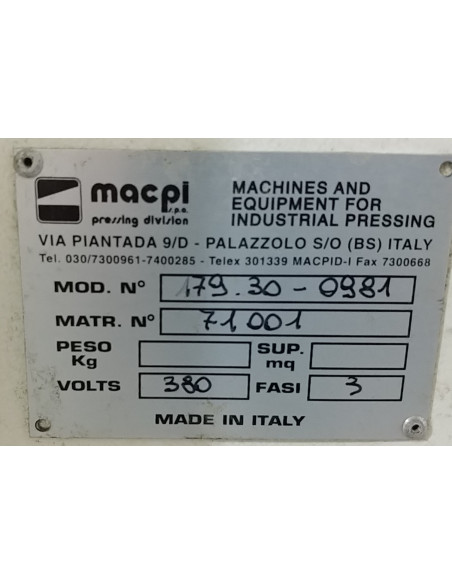 macpi s.p.a.
pressing division
MACHINES AND
EQUIPMENT FOR
INDUSTRIAL PRESSING
VIA PIANTADA 9/D - PALAZZOLO S/O (BS) ITALY
Tel. 030/7300961-7400285 - Telex 301339 MACPID-I Fax 7300668
MOD. N° 179.30-0981
MATR. N° 71001
PESO Kg SUP. mq
VOLTS 380 FASI 3
MADE IN ITALY